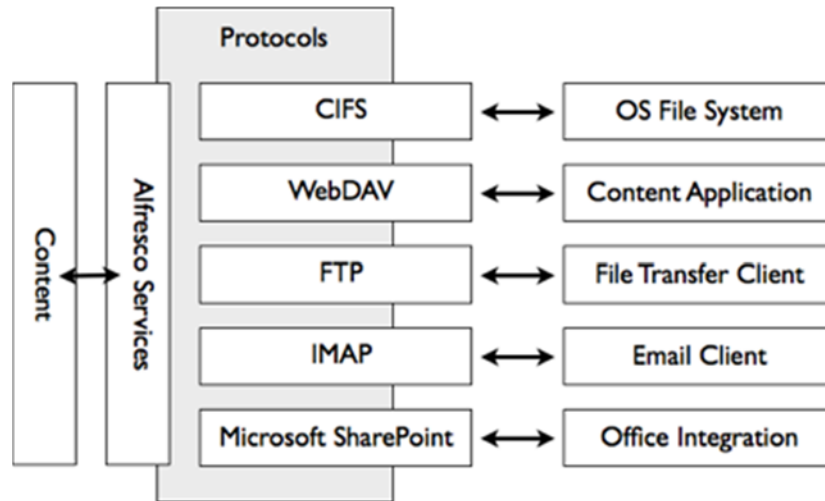 Protocols
CIFS
OS File System
WebDAV
Content Application
Content
Alfresco Services
FTP
File Transfer Client
IMAP
Email Client
Microsoft SharePoint
Office Integration